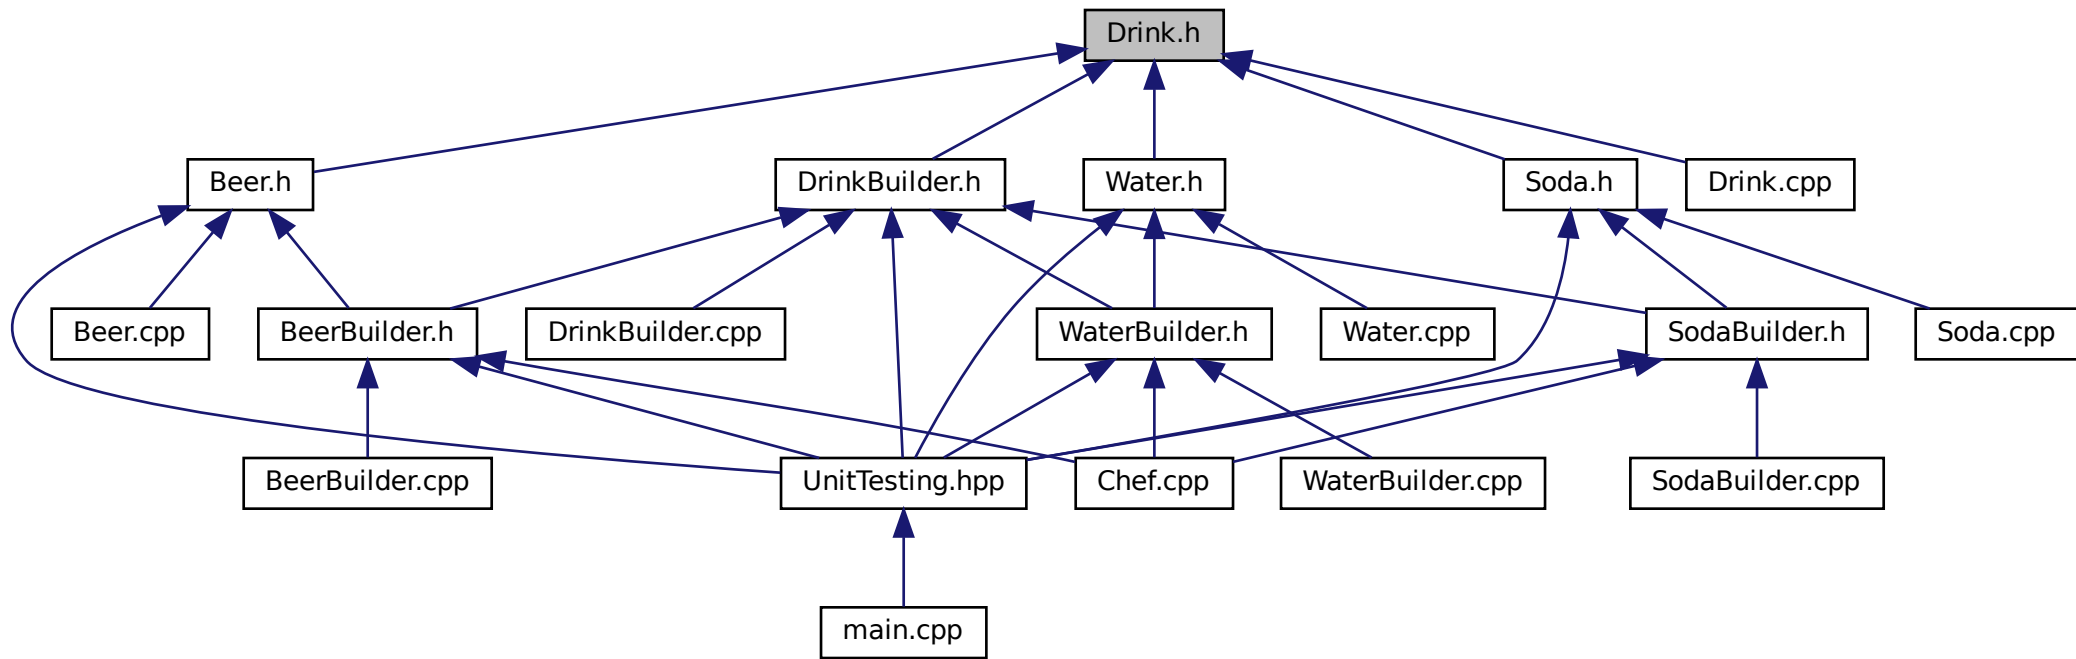 Drink.h
Beer.h
DrinkBuilder.h
Water.h
Soda.h
Drink.cpp
Beer.cpp
BeerBuilder.h
DrinkBuilder.cpp
WaterBuilder.h
Water.cpp
SodaBuilder.h
Soda.cpp
BeerBuilder.cpp
UnitTesting.hpp
Chef.cpp
WaterBuilder.cpp
SodaBuilder.cpp
main.cpp